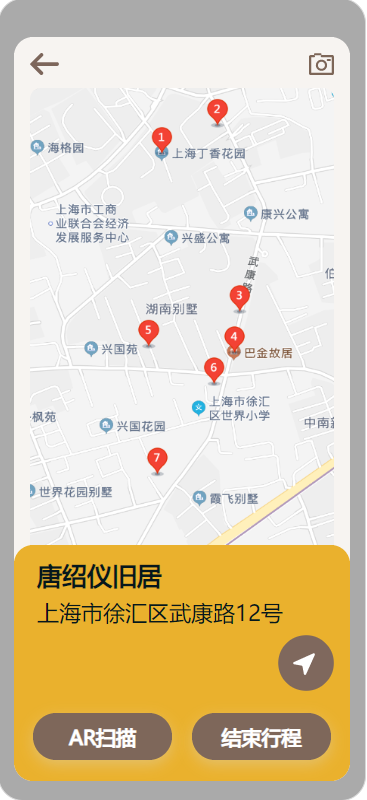 2
1
海格园
上海丁香花园
上海市工商
业联合会经济
发展服务中心
康兴公寓
兴盛公寓
武康路
伯
3
湖南别墅
5
4
兴国苑
巴金故居
6
上海市徐汇
区世界小学
枫苑
兴国花园
中南新
7
世界花园别墅
霞飞别墅
唐绍仪旧居
上海市徐汇区武康路12号
AR扫描
结束行程